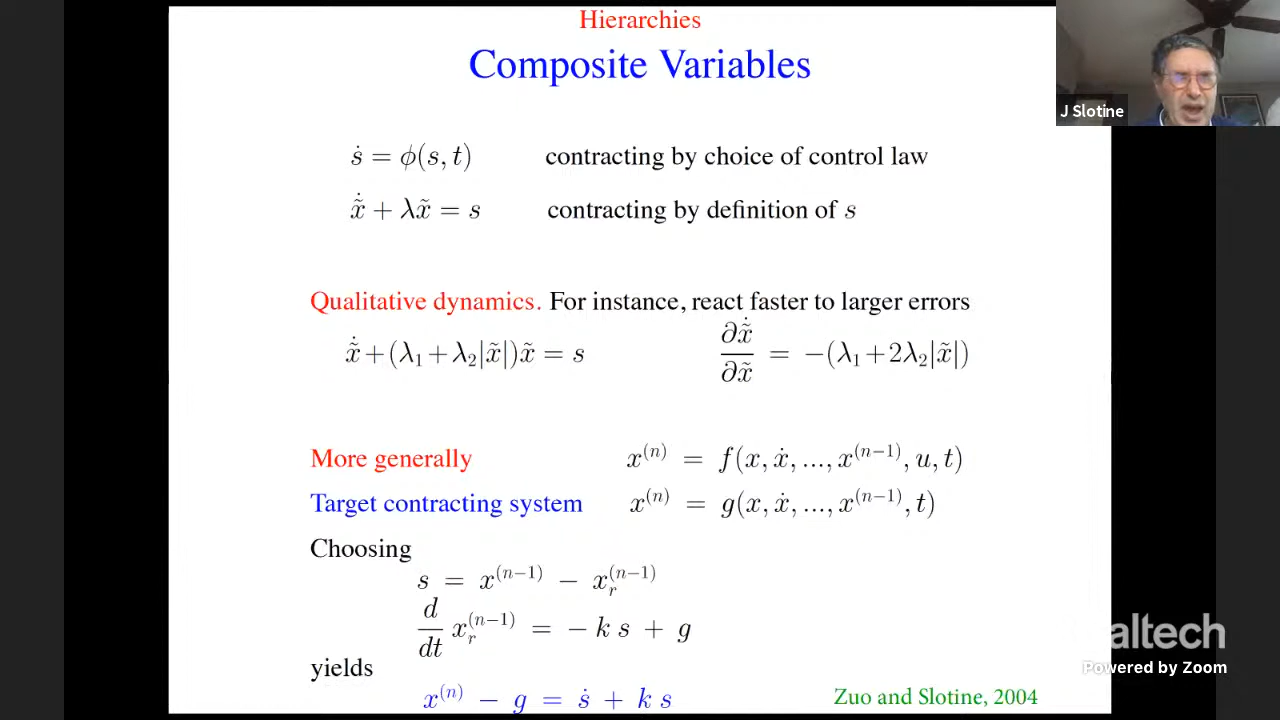 Hierarchies
Composite Variables
J Slotine
ṡ = ϕ(s, t) contracting by choice of control law
x̃̇ + λx̃ = s contracting by definition of s
Qualitative dynamics. For instance, react faster to larger errors
x̃̇ + (λ₁ + λ₂|x̃|)x̃ = s ∂x̃̇/∂x̃ = −(λ₁ + 2λ₂|x̃|)
More generally x⁽ⁿ⁾ = f(x, ẋ, ..., x⁽ⁿ⁻¹⁾, u, t)
Target contracting system x⁽ⁿ⁾ = g(x, ẋ, ..., x⁽ⁿ⁻¹⁾, t)
Choosing
s = x⁽ⁿ⁻¹⁾ − xᵣ⁽ⁿ⁻¹⁾
d/dt xᵣ⁽ⁿ⁻¹⁾ = − k s + g
yields
x⁽ⁿ⁾ − g = ṡ + k s
Zuo and Slotine, 2004
altech
Powered by Zoom